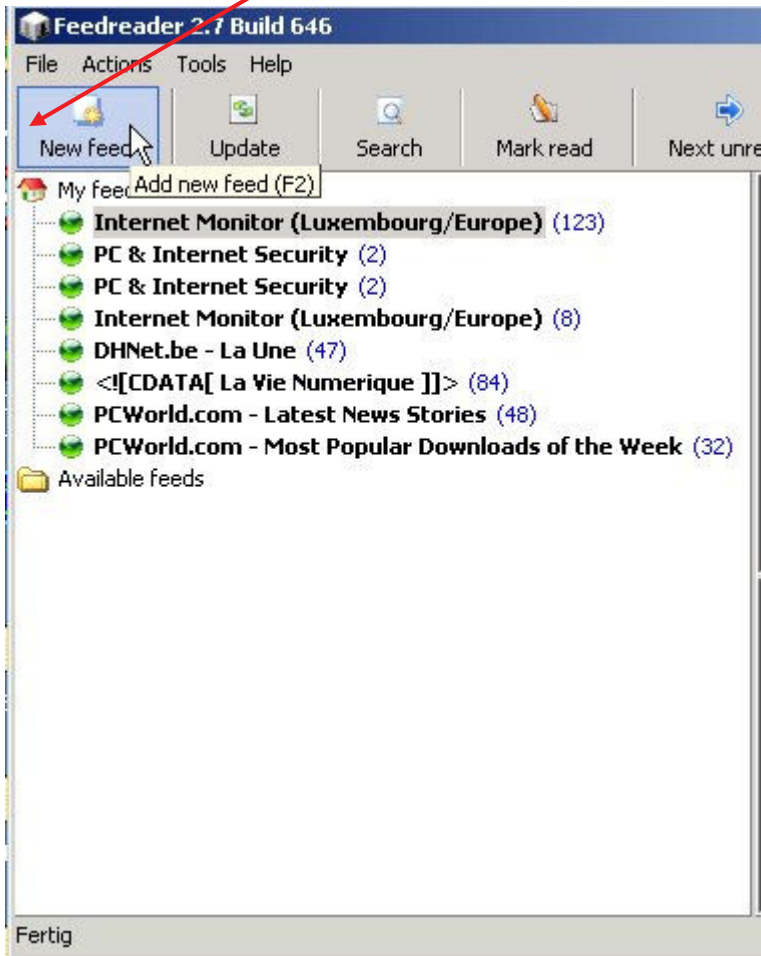 Feedreader 2.7 Build 646
File Actions Tools Help
New feed Update Search Mark read Next unre
My feed Add new feed (F2)
Internet Monitor (Luxembourg/Europe) (123)
PC & Internet Security (2)
PC & Internet Security (2)
Internet Monitor (Luxembourg/Europe) (8)
DHNet.be - La Une (47)
<![CDATA[ La Vie Numerique ]]> (84)
PCWorld.com - Latest News Stories (48)
PCWorld.com - Most Popular Downloads of the Week (32)
Available feeds
Fertig